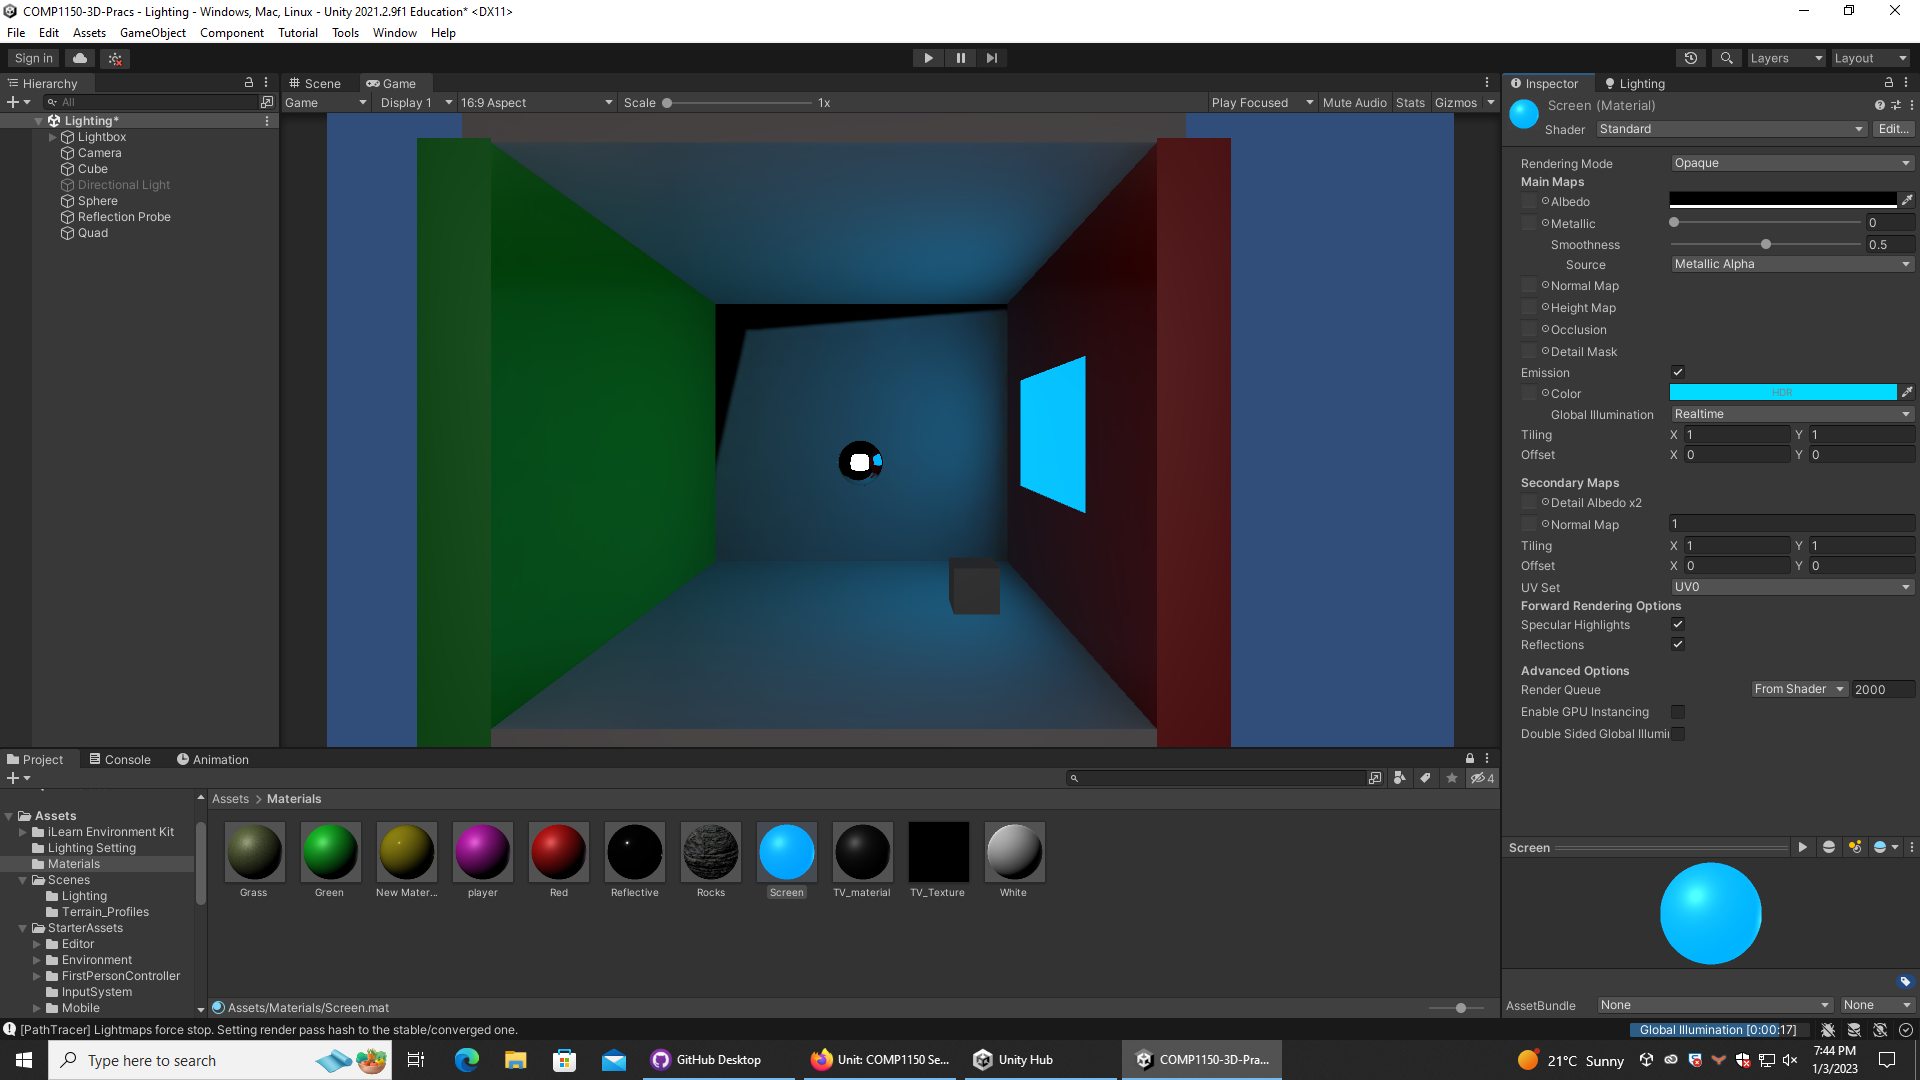 COMP1150-3D-Pracs - Lighting - Windows, Mac, Linux - Unity 2021.2.9f1 Education* <DX11>
File Edit Assets GameObject Component Tutorial Tools Window Help
Sign in
Layers
Layout
Hierarchy
All
Lighting*
Lightbox
Camera
Cube
Directional Light
Sphere
Reflection Probe
Quad
Scene
Game
Game
Display 1
16:9 Aspect
Scale
1x
Play Focused
Mute Audio
Stats
Gizmos
Inspector
Lighting
Screen (Material)
Shader
Standard
Edit...
Rendering Mode
Opaque
Main Maps
Albedo
Metallic
0
Smoothness
0.5
Source
Metallic Alpha
Normal Map
Height Map
Occlusion
Detail Mask
Emission
Color
HDR
Global Illumination
Realtime
Tiling X 1 Y 1
Offset X 0 Y 0
Secondary Maps
Detail Albedo x2
Normal Map 1
Tiling X 1 Y 1
Offset X 0 Y 0
UV Set UV0
Forward Rendering Options
Specular Highlights
Reflections
Advanced Options
Render Queue From Shader 2000
Enable GPU Instancing
Double Sided Global Illumi
Screen
AssetBundle None None
Project
Console
Animation
4
Assets
iLearn Environment Kit
Lighting Setting
Materials
Scenes
Lighting
Terrain_Profiles
StarterAssets
Editor
Environment
FirstPersonController
InputSystem
Mobile
Assets > Materials
Grass
Green
New Mater...
player
Red
Reflective
Rocks
Screen
TV_material
TV_Texture
White
Assets/Materials/Screen.mat
[PathTracer] Lightmaps force stop. Setting render pass hash to the stable/converged one.
Global Illumination [0:00:17]
Type here to search
GitHub Desktop
Unit: COMP1150 Se...
Unity Hub
COMP1150-3D-Pra...
21°C Sunny
7:44 PM
1/3/2023